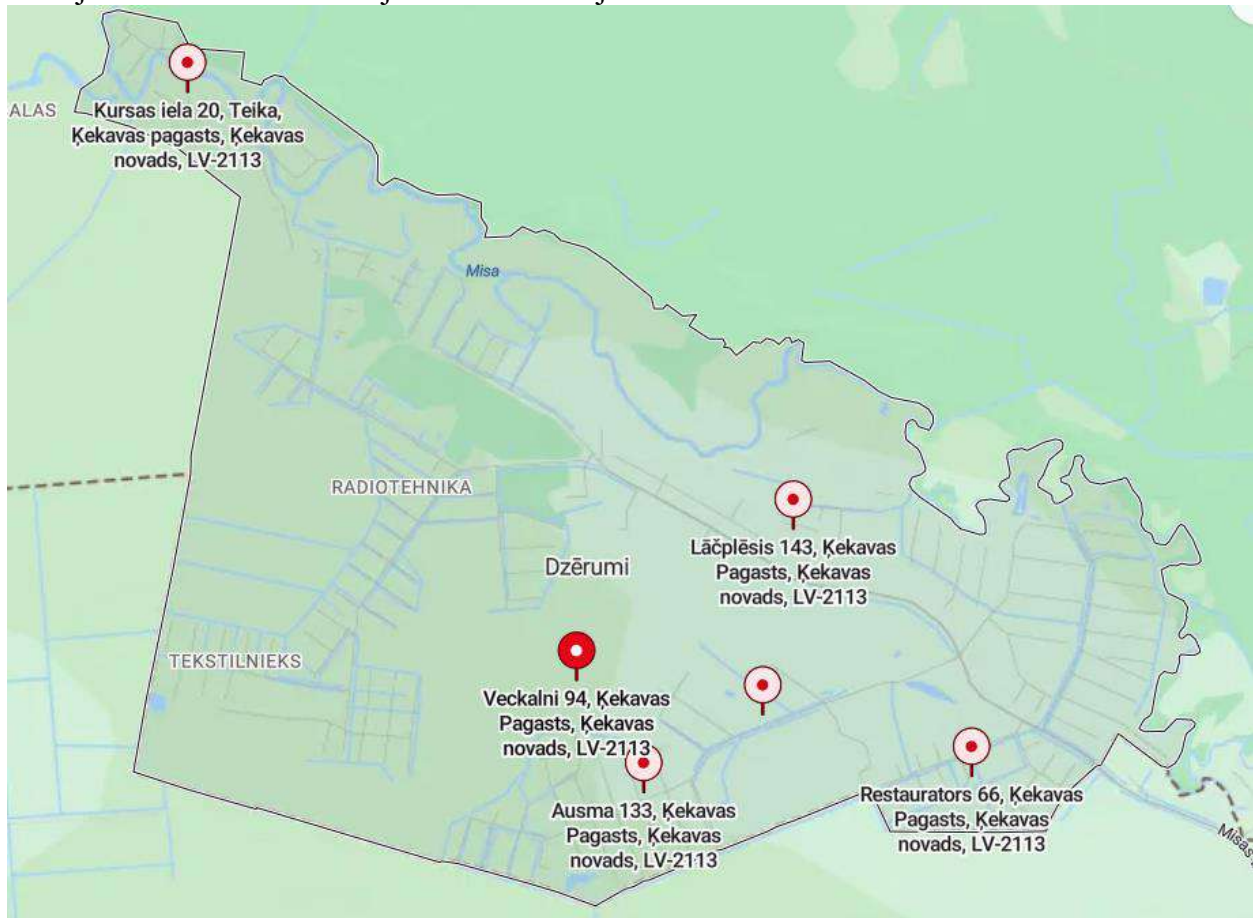 ALAS
Kursas iela 20, Teika,
Ķekavas pagasts, Ķekavas
novads, LV-2113
Misa
RADIOTEHNIKA
Lāčplēsis 143, Ķekavas
Pagasts, Ķekavas
novads, LV-2113
Dzērumi
TEKSTILNIEKS
Veckalni 94, Ķekavas
Pagasts, Ķekavas
novads, LV-2113
Ausma 133, Ķekavas
Pagasts, Ķekavas
novads, LV-2113
Restaurators 66, Ķekavas
Pagasts, Ķekavas
novads, LV-2113
Misas